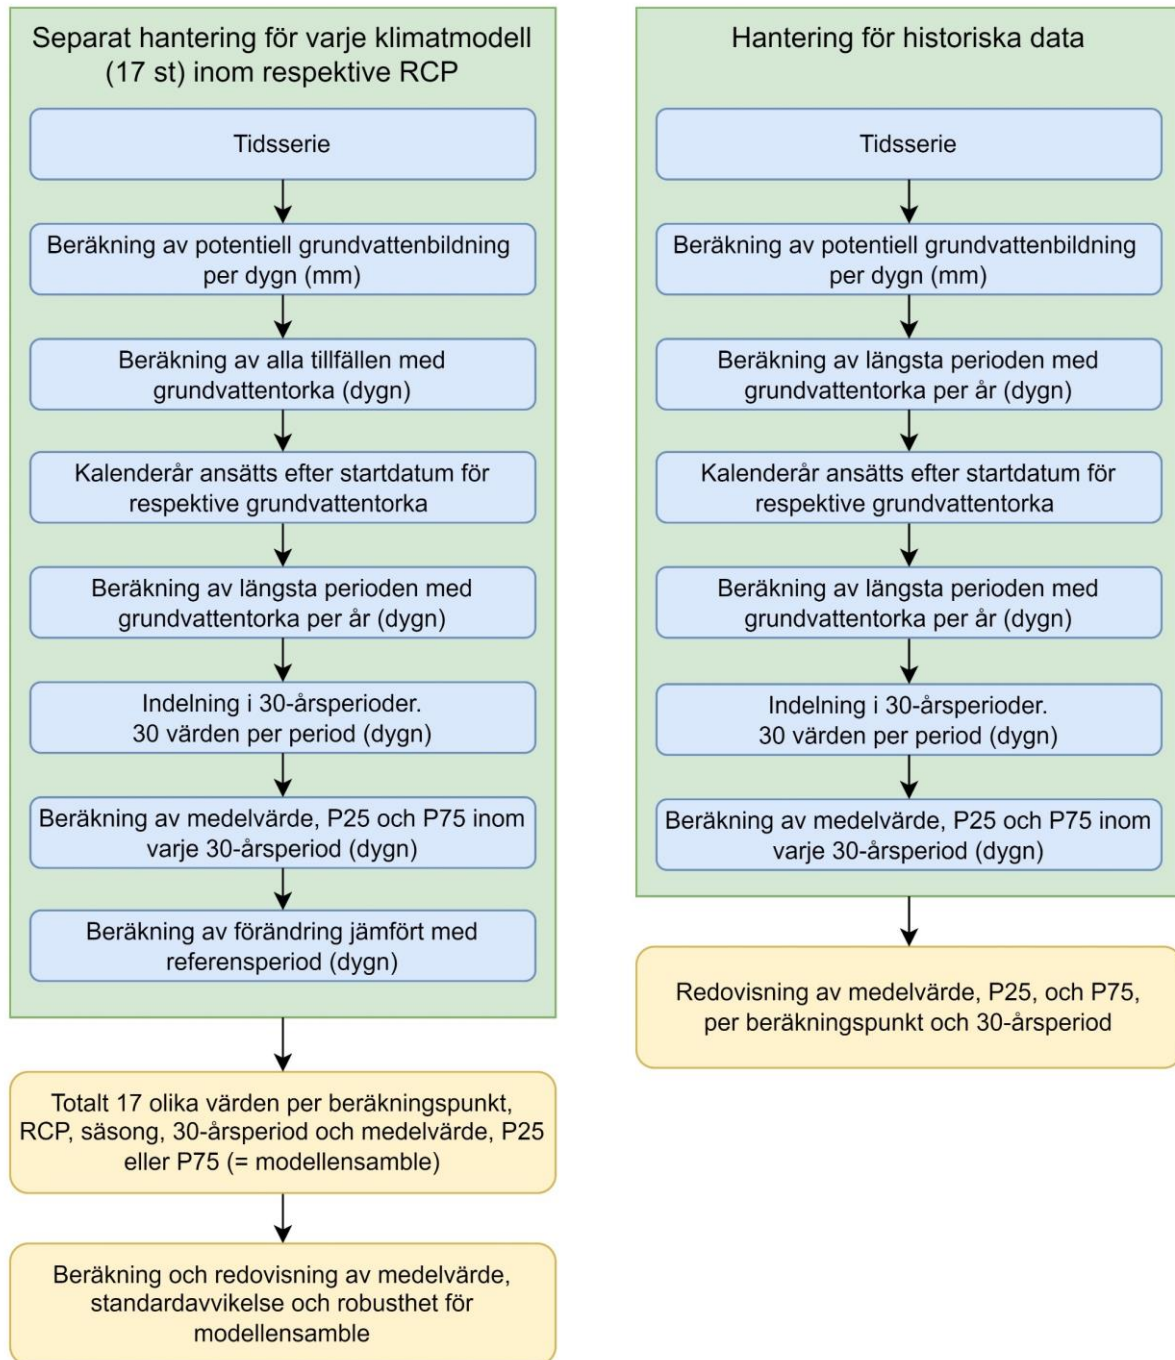 Separat hantering för varje klimatmodell
(17 st) inom respektive RCP
Tidsserie
Beräkning av potentiell grundvattenbildning
per dygn (mm)
Beräkning av alla tillfällen med
grundvattentorka (dygn)
Kalenderår ansätts efter startdatum för
respektive grundvattentorka
Beräkning av längsta perioden med
grundvattentorka per år (dygn)
Indelning i 30-årsperioder.
30 värden per period (dygn)
Beräkning av medelvärde, P25 och P75 inom
varje 30-årsperiod (dygn)
Beräkning av förändring jämfört med
referensperiod (dygn)
Totalt 17 olika värden per beräkningspunkt,
RCP, säsong, 30-årsperiod och medelvärde, P25
eller P75 (= modellensamble)
Beräkning och redovisning av medelvärde,
standardavvikelse och robusthet för
modellensamble
Hantering för historiska data
Tidsserie
Beräkning av potentiell grundvattenbildning
per dygn (mm)
Beräkning av längsta perioden med
grundvattentorka per år (dygn)
Kalenderår ansätts efter startdatum för
respektive grundvattentorka
Beräkning av längsta perioden med
grundvattentorka per år (dygn)
Indelning i 30-årsperioder.
30 värden per period (dygn)
Beräkning av medelvärde, P25 och P75 inom
varje 30-årsperiod (dygn)
Redovisning av medelvärde, P25, och P75,
per beräkningspunkt och 30-årsperiod